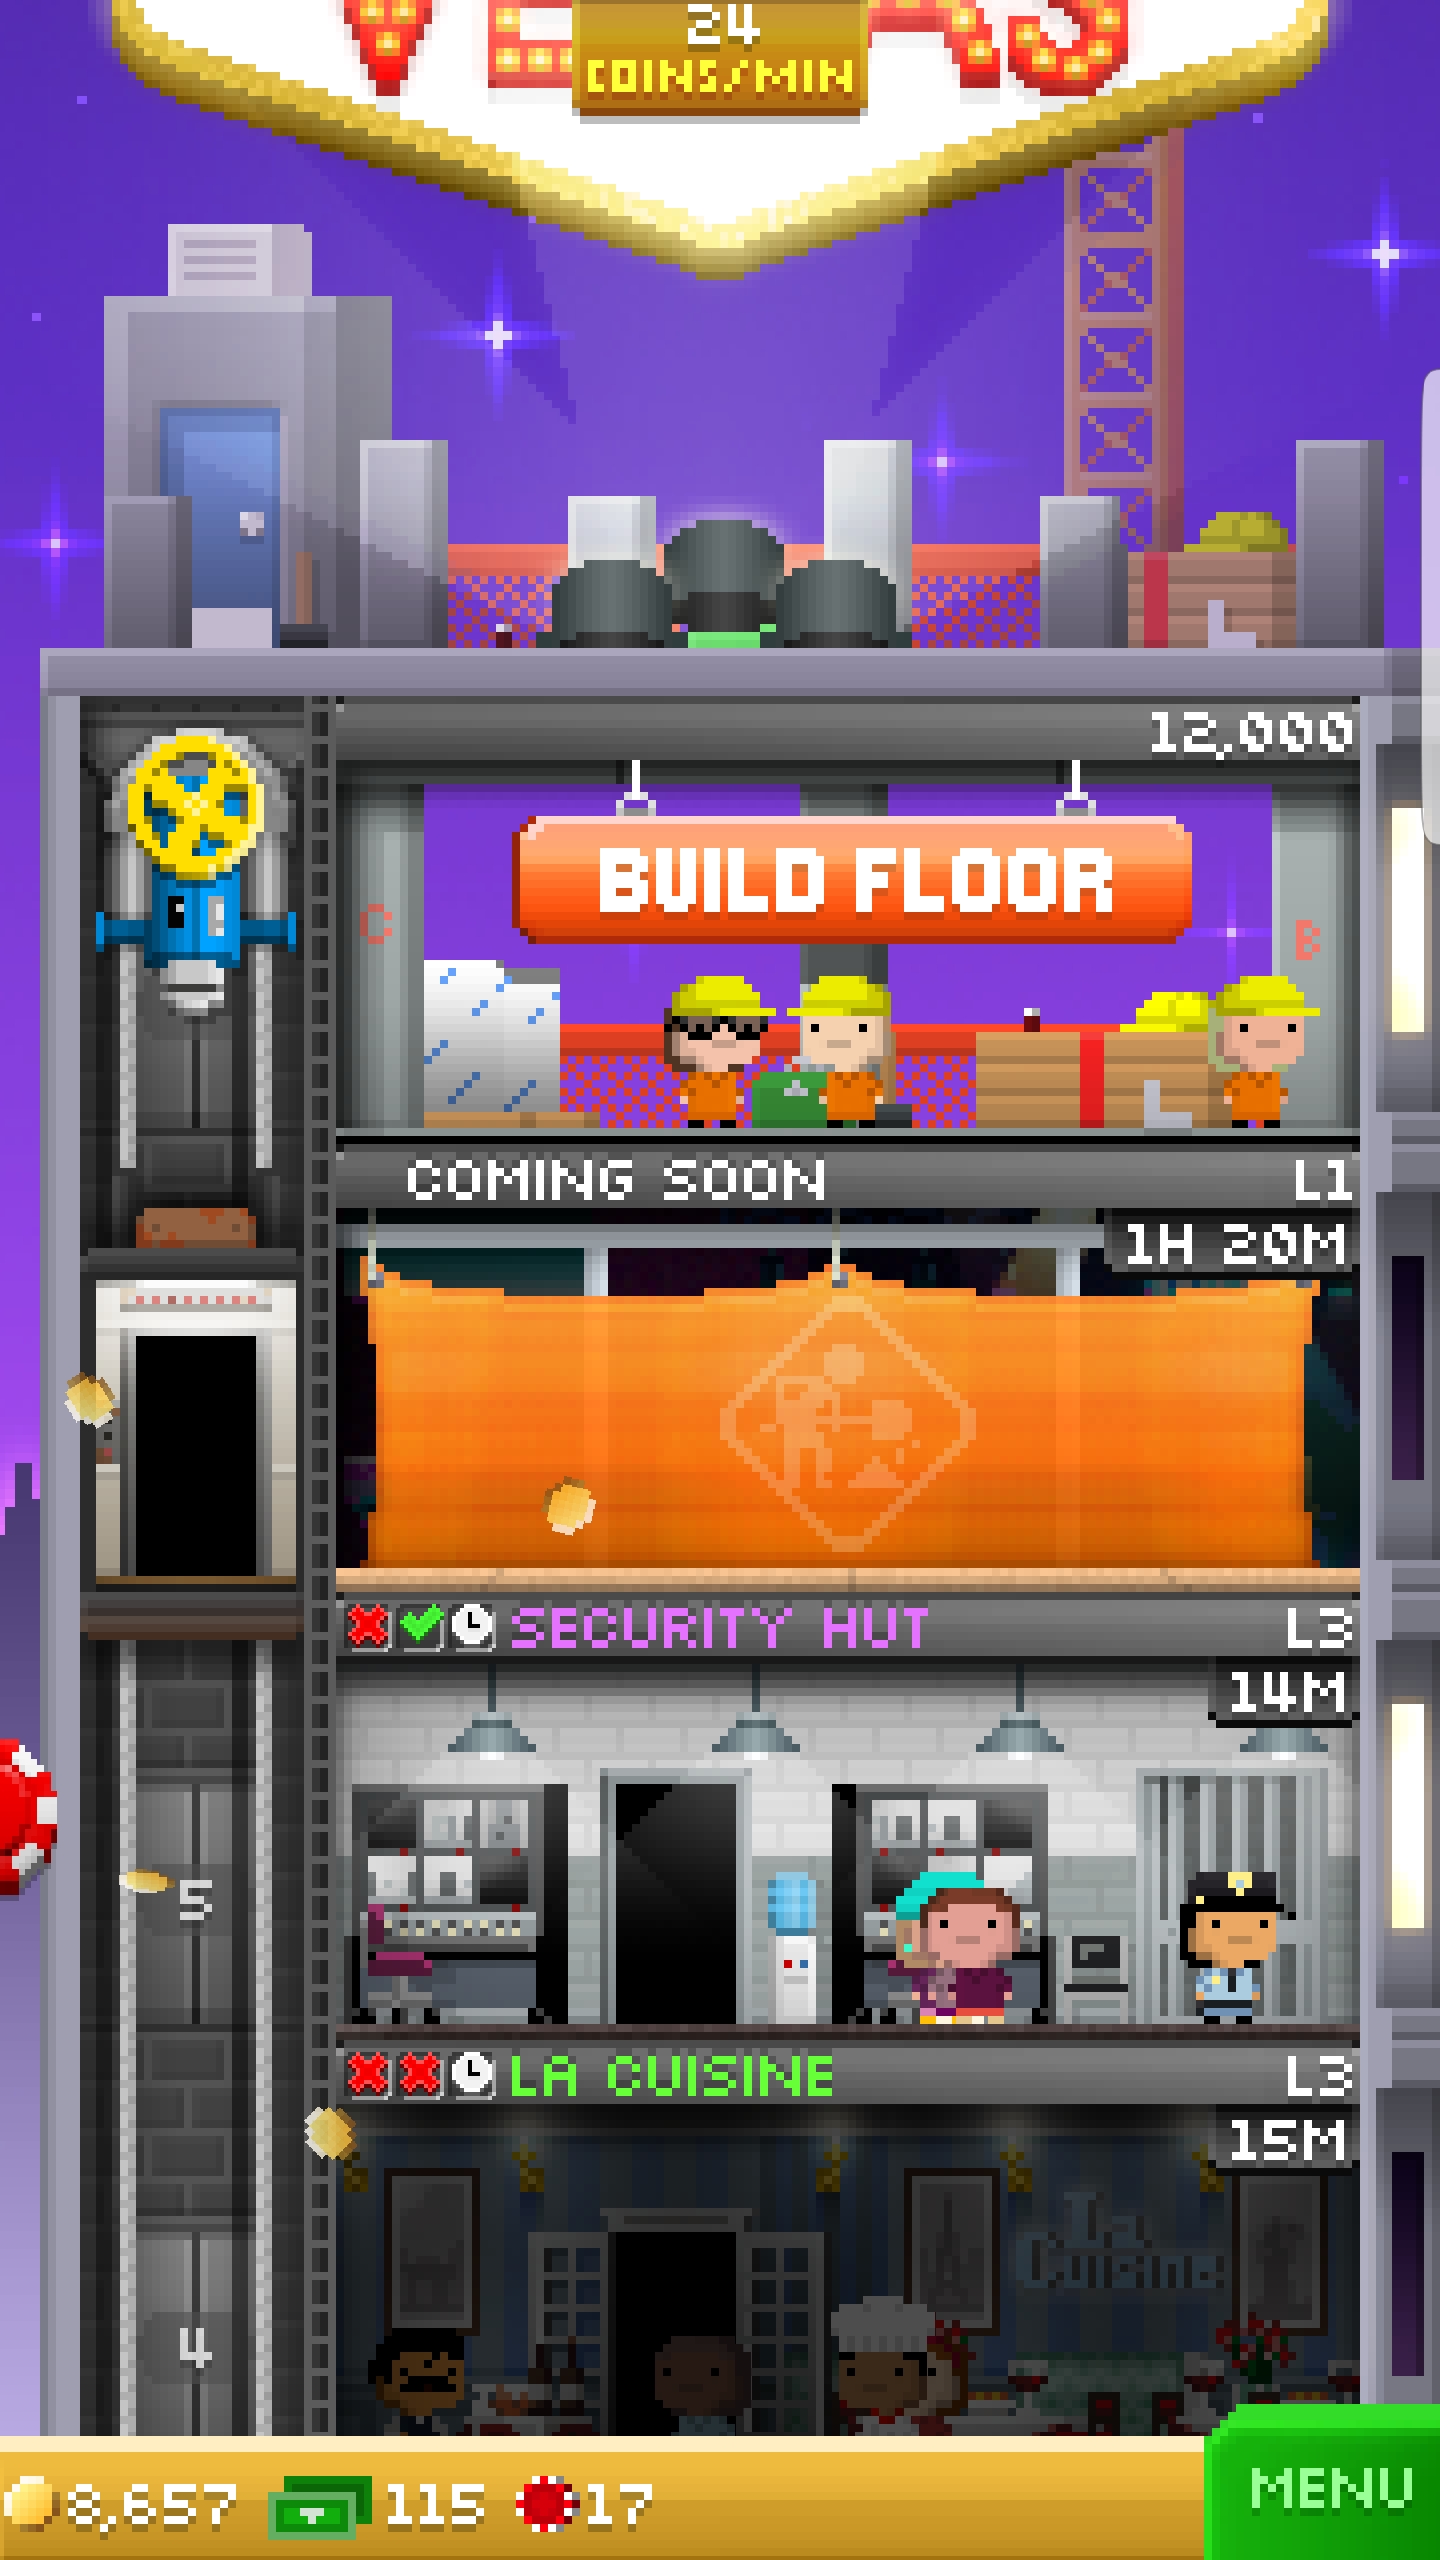 VEGAS
24
COINS/MIN
12,000
BUILD FLOOR
C
B
COMING SOON
L1
1H 20M
SECURITY HUT
L3
14M
5
LA CUISINE
L3
15M
La
Cuisine
4
8,657
115
17
MENU